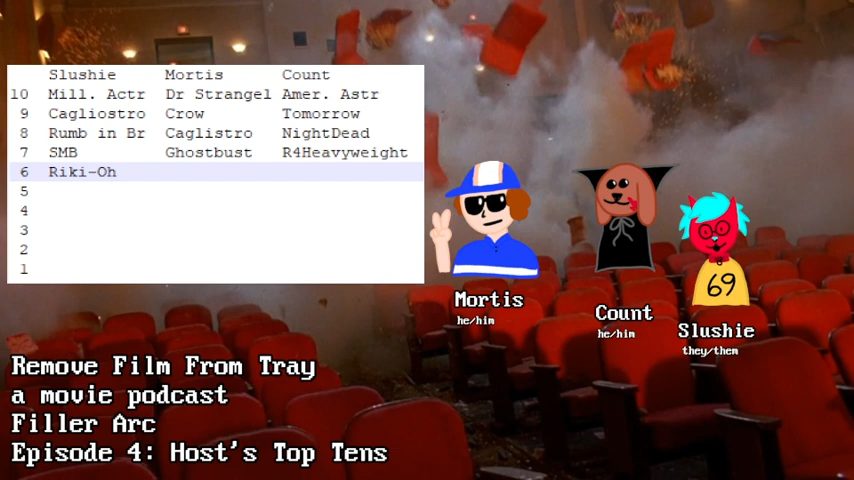 Slushie Mortis Count
10 Mill. Actr Dr Strangel Amer. Astr
9 Cagliostro Crow Tomorrow
8 Rumb in Br Caglistro NightDead
7 SMB Ghostbust R4Heavyweight
6 Riki-Oh
5
4
3
2
1
69
Mortis
he/him
Count
he/him
Slushie
they/them
Remove Film From Tray
a movie podcast
Filler Arc
Episode 4: Host's Top Tens